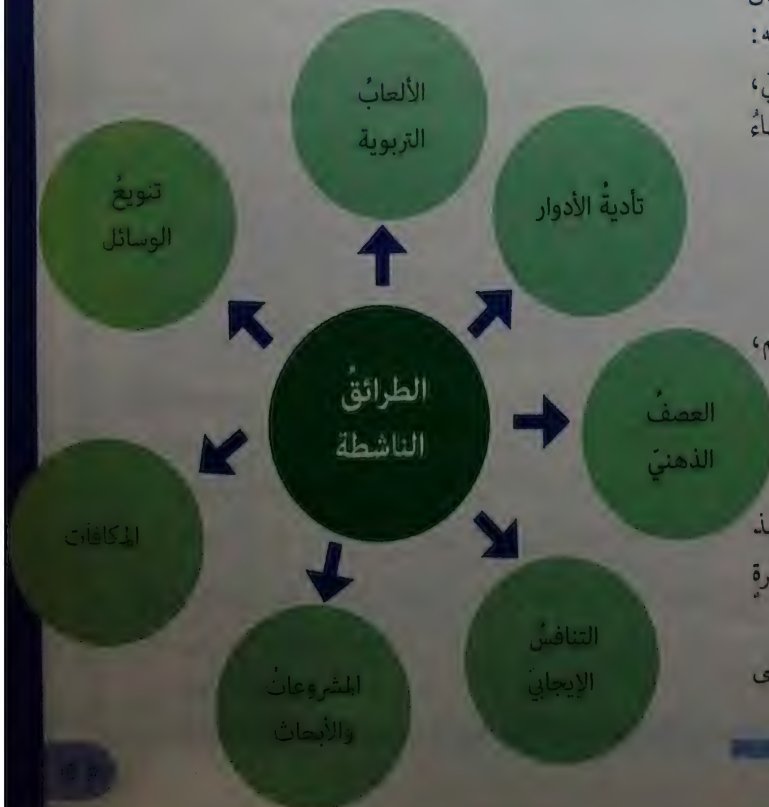 الطرائقُ
الناشطة
الألعابُ
التربوية
تأديةُ الأدوار
العصفُ
الذهنيّ
التنافسُ
الإيجابيّ
المشروعاتُ
والأبحاث
المكافآت
تنويعُ
الوسائل